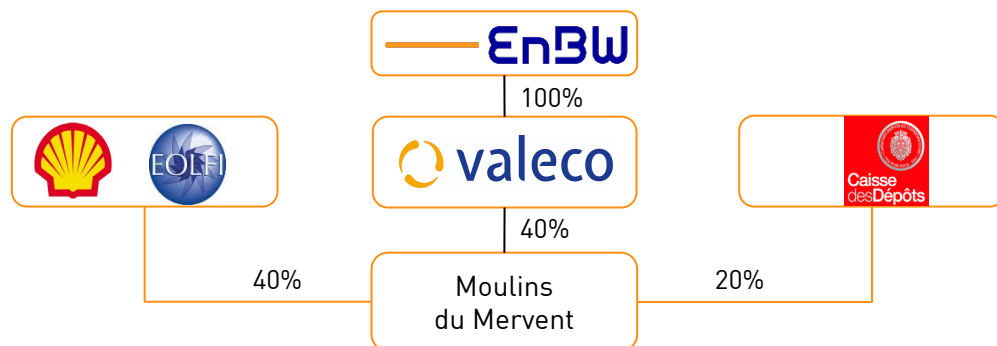 EnBW
100%
EOLFI
valeco
Caisse
desDépôts
40%
40%
Moulins
du Mervent
20%